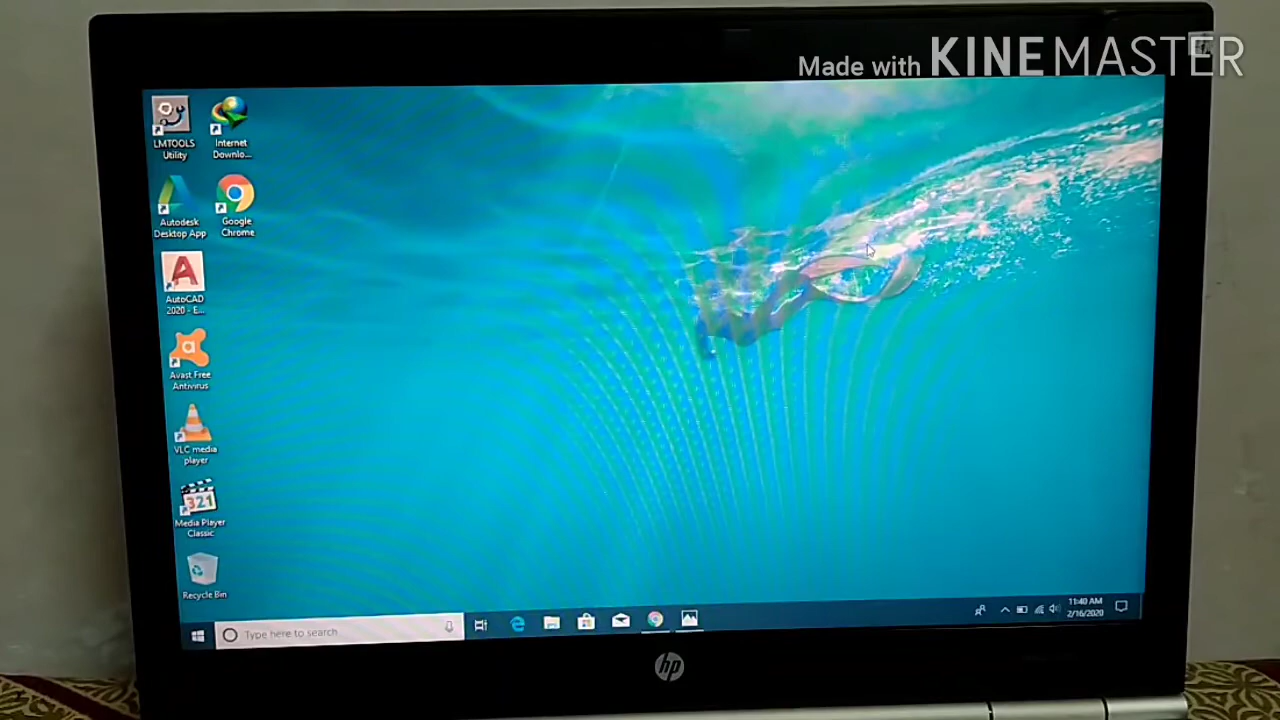 Made with KINEMASTER
LMTOOLS
Utility
Internet
Downlo...
Autodesk
Desktop App
Google
Chrome
AutoCAD
2020 - E...
Avast Free
Antivirus
VLC media
player
321
Media Player
Classic
Recycle Bin
Type here to search
11:40 AM
2/16/2020
hp